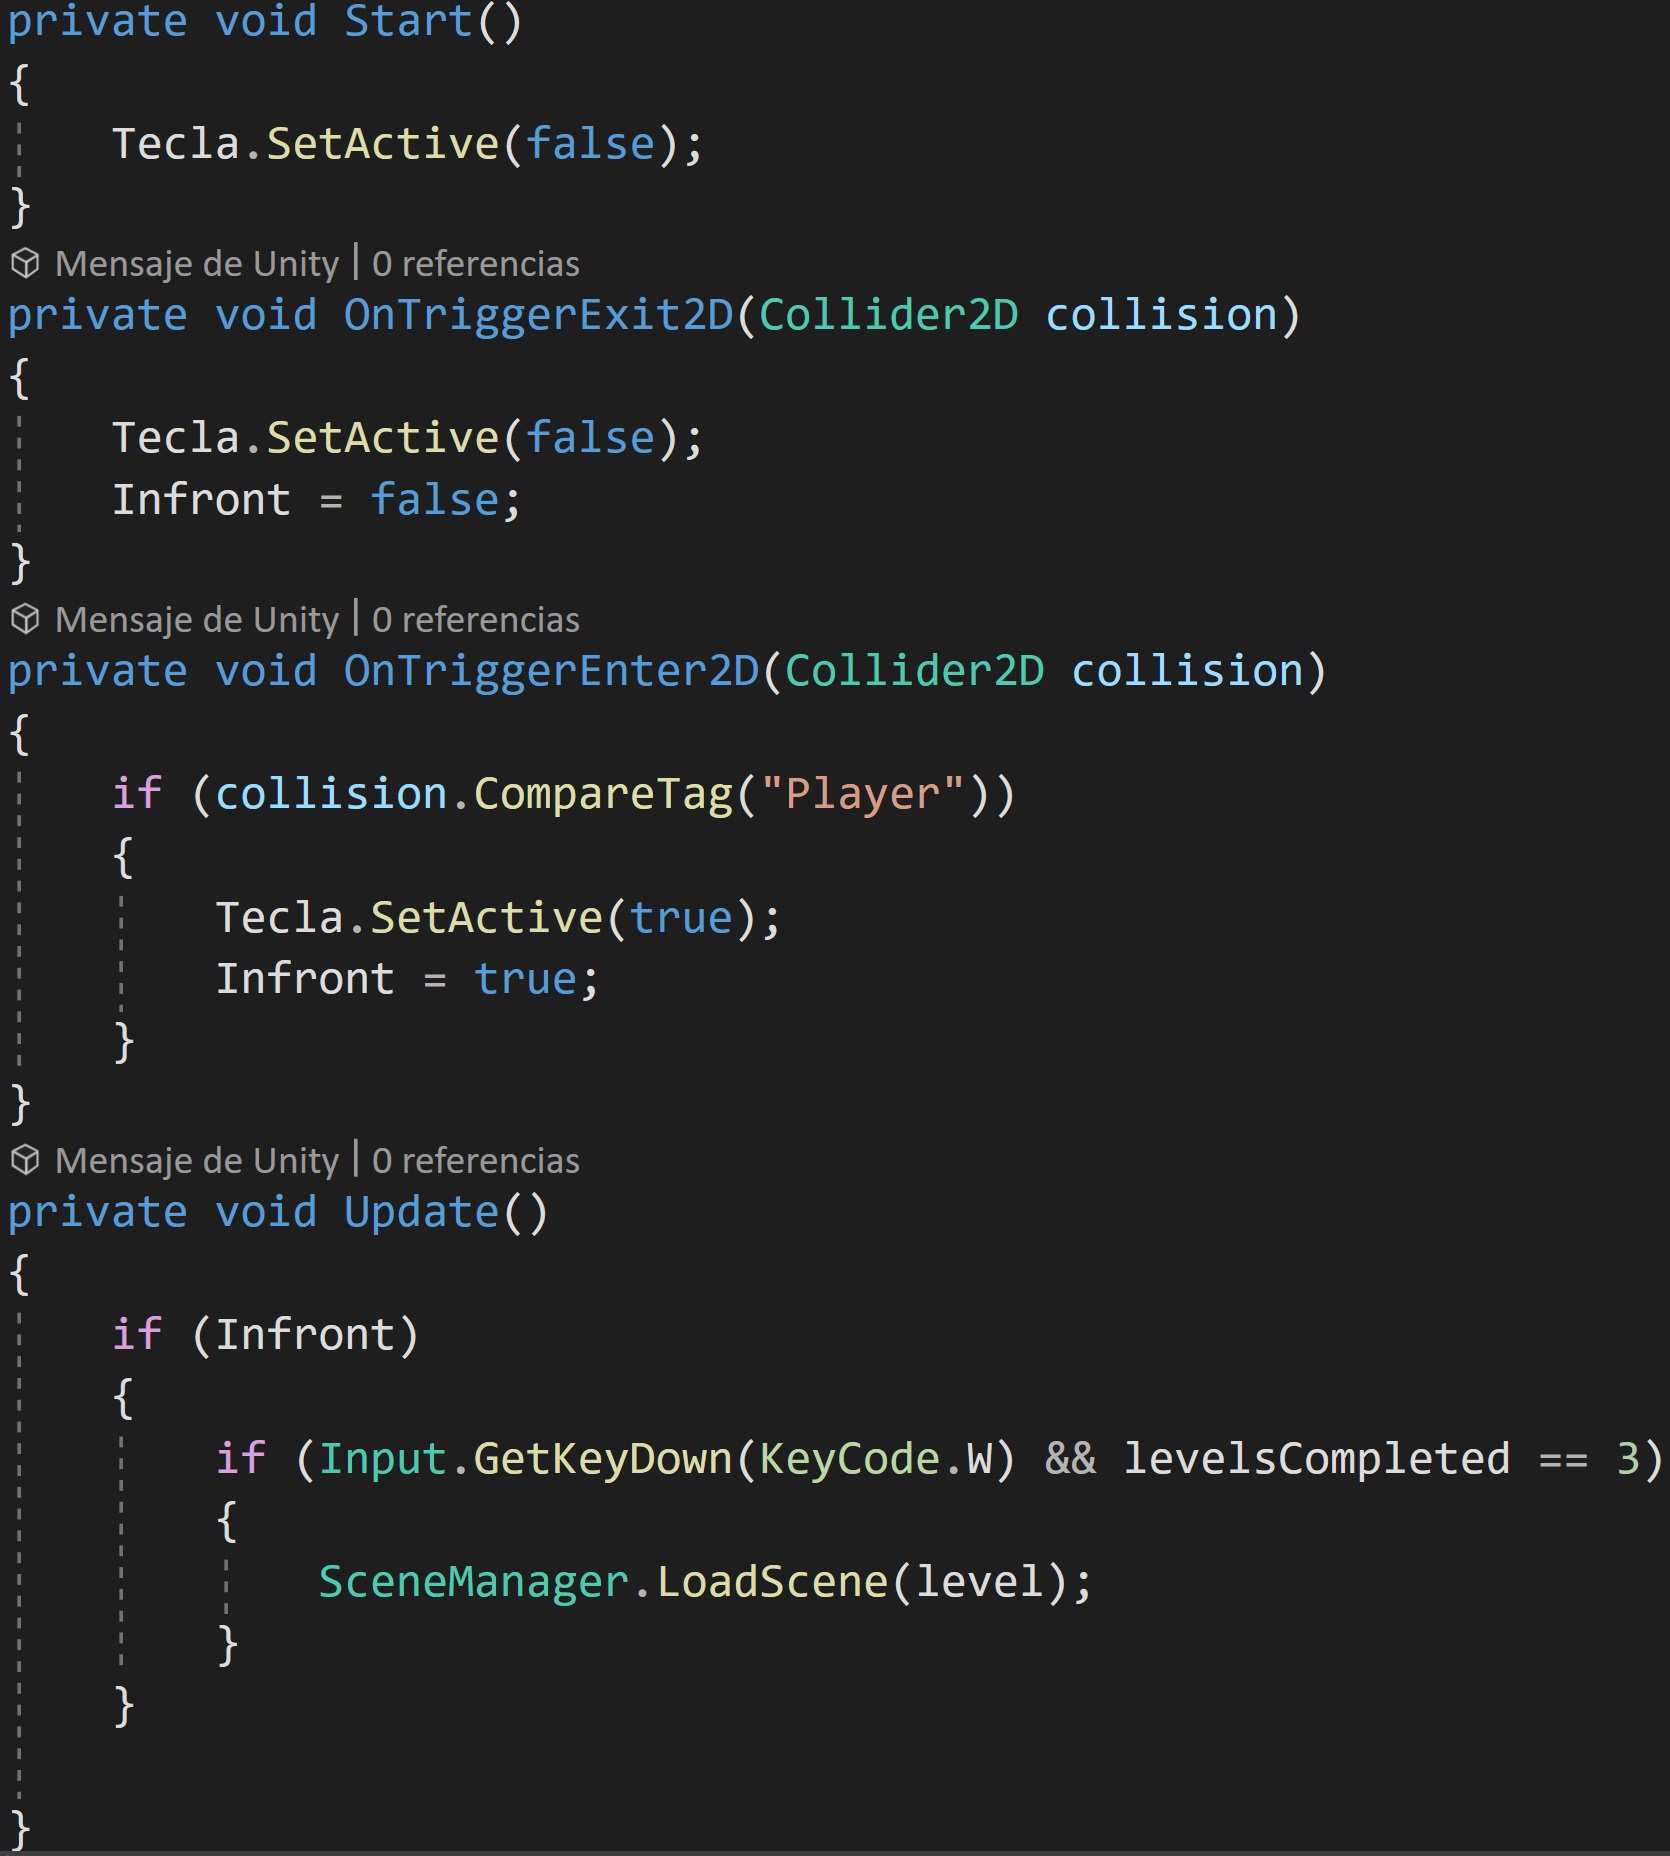 private void Start()
{
    Tecla.SetActive(false);
}
Mensaje de Unity | 0 referencias
private void OnTriggerExit2D(Collider2D collision)
{
    Tecla.SetActive(false);
    Infront = false;
}
Mensaje de Unity | 0 referencias
private void OnTriggerEnter2D(Collider2D collision)
{
    if (collision.CompareTag("Player"))
    {
        Tecla.SetActive(true);
        Infront = true;
    }
}
Mensaje de Unity | 0 referencias
private void Update()
{
    if (Infront)
    {
        if (Input.GetKeyDown(KeyCode.W) && levelsCompleted == 3)
        {
            SceneManager.LoadScene(level);
        }
    }
}